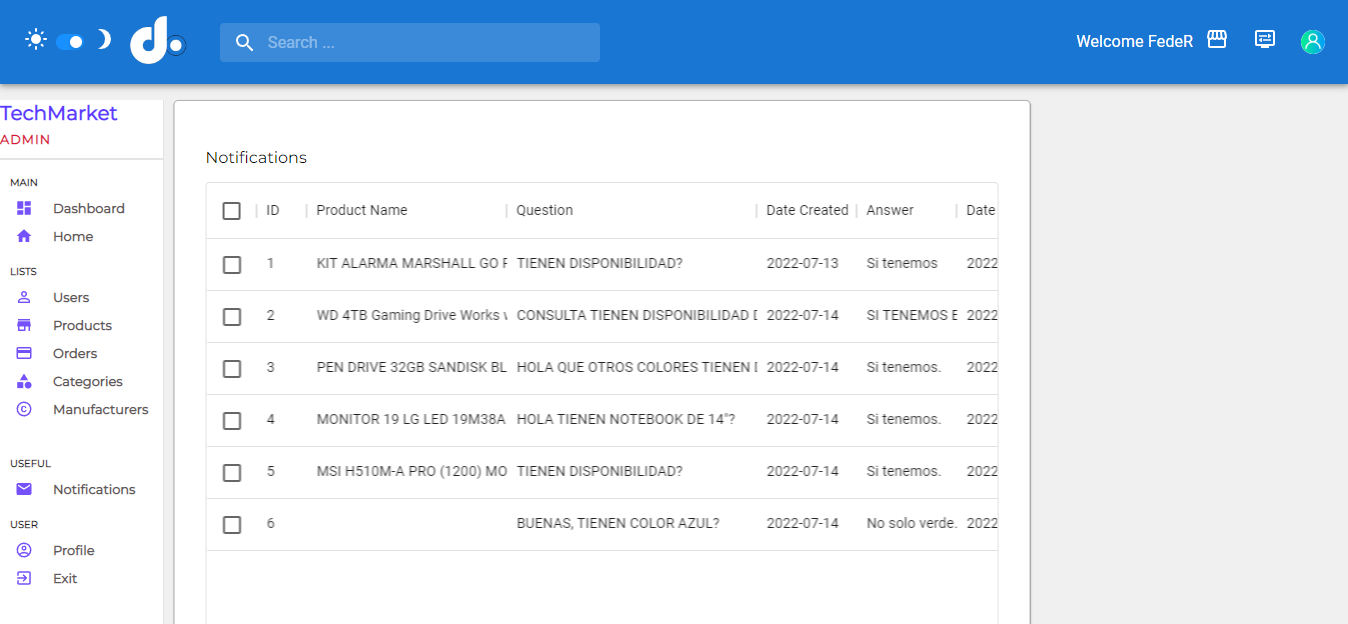 Search ...
Welcome FedeR
TechMarket
ADMIN
MAIN
Dashboard
Home
LISTS
Users
Products
Orders
Categories
Manufacturers
USEFUL
Notifications
USER
Profile
Exit
Notifications
ID Product Name Question Date Created Answer Date
1 KIT ALARMA MARSHALL GO TIENEN DISPONIBILIDAD? 2022-07-13 Si tenemos 2022
2 WD 4TB Gaming Drive Works CONSULTA TIENEN DISPONIBILIDAD 2022-07-14 SI TENEMOS 2022
3 PEN DRIVE 32GB SANDISK BL HOLA QUE OTROS COLORES TIENEN 2022-07-14 Si tenemos. 2022
4 MONITOR 19 LG LED 19M38A HOLA TIENEN NOTEBOOK DE 14"? 2022-07-14 Si tenemos. 2022
5 MSI H510M-A PRO (1200) MO TIENEN DISPONIBILIDAD? 2022-07-14 Si tenemos. 2022
6 BUENAS, TIENEN COLOR AZUL? 2022-07-14 No solo verde. 2022